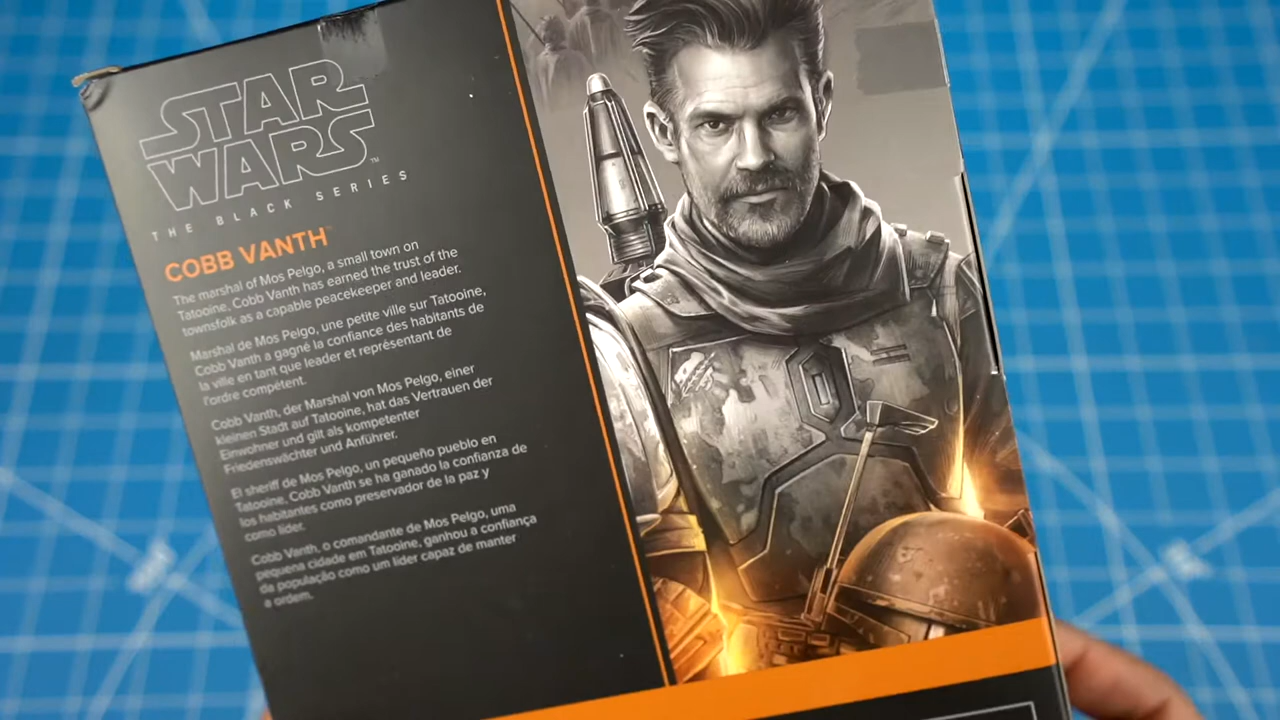 STAR
WARS™
THE BLACK SERIES
COBB VANTH™
The marshal of Mos Pelgo, a small town on
Tatooine, Cobb Vanth has earned the trust of the
townsfolk as a capable peacekeeper and leader.
Marshal de Mos Pelgo, une petite ville sur Tatooine,
Cobb Vanth a gagné la confiance des habitants de
la ville en tant que leader et représentant de
l'ordre compétent.
Cobb Vanth, der Marshal von Mos Pelgo, einer
kleinen Stadt auf Tatooine, hat das Vertrauen der
Einwohner und gilt als kompetenter
Friedenswächter und Anführer.
El sheriff de Mos Pelgo, un pequeño pueblo en
Tatooine, Cobb Vanth se ha ganado la confianza de
los habitantes como preservador de la paz y
como líder.
Cobb Vanth, o comandante de Mos Pelgo, uma
pequena cidade em Tatooine, ganhou a confiança
da população como um líder capaz de manter
a ordem.